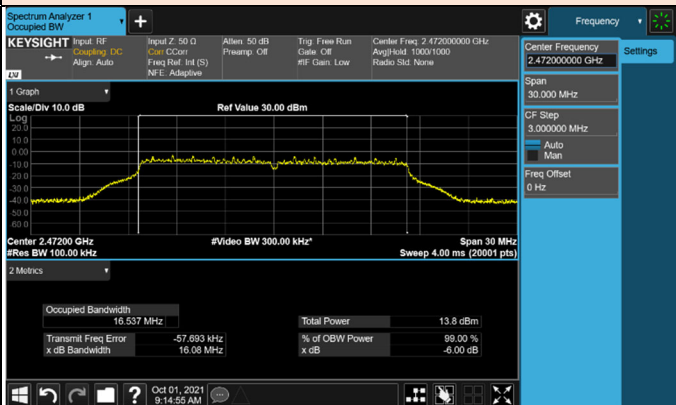 Spectrum Analyzer 1
Occupied BW
+
Frequency
KEYSIGHT
Input: RF
Coupling: DC
Align: Auto
Input Z: 50 Ω
Corr CCorr
Freq Ref: Int (S)
NFE: Adaptive
Atten: 50 dB
Preamp: Off
Trig: Free Run
Gate: Off
#IF Gain: Low
Center Freq: 2.472000000 GHz
Avg|Hold: 1000/1000
Radio Std: None
LXI
Center Frequency
2.472000000 GHz
Settings
Span
30.000 MHz
CF Step
3.000000 MHz
Auto
Man
Freq Offset
0 Hz
1 Graph
Scale/Div 10.0 dB
Ref Value 30.00 dBm
Log
20.0
10.0
0.00
-10.0
-20.0
-30.0
-40.0
-50.0
-60.0
Center 2.47200 GHz
#Video BW 300.00 kHz*
Span 30 MHz
#Res BW 100.00 kHz
Sweep 4.00 ms (20001 pts)
2 Metrics
Occupied Bandwidth
16.537 MHz
Total Power 13.8 dBm
Transmit Freq Error -57.693 kHz
% of OBW Power 99.00 %
x dB Bandwidth 16.08 MHz
x dB -6.00 dB
?
Oct 01, 2021
9:14:55 AM